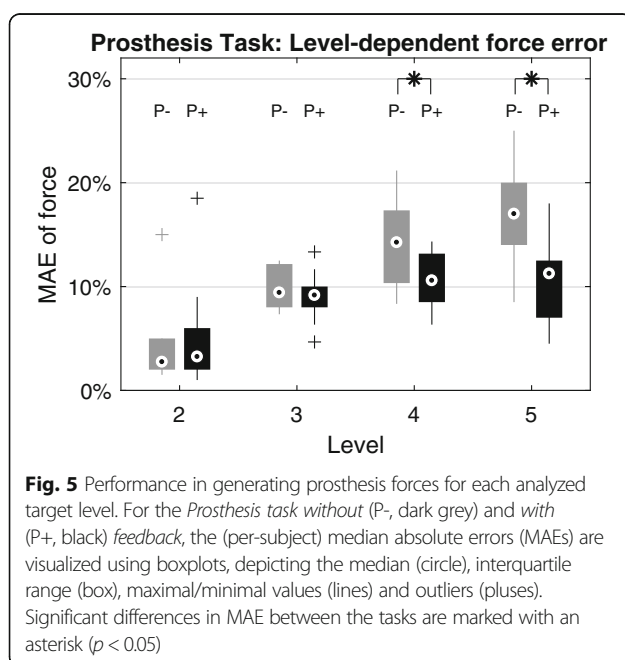 Prosthesis Task: Level-dependent force error
30%
P- P+ P- P+ P- P+ P- P+
20%
MAE of force
10%
0%
2 3 4 5
Level
Fig. 5 Performance in generating prosthesis forces for each analyzed
target level. For the Prosthesis task without (P-, dark grey) and with
(P+, black) feedback, the (per-subject) median absolute errors (MAEs) are
visualized using boxplots, depicting the median (circle), interquartile
range (box), maximal/minimal values (lines) and outliers (pluses).
Significant differences in MAE between the tasks are marked with an
asterisk (p < 0.05)